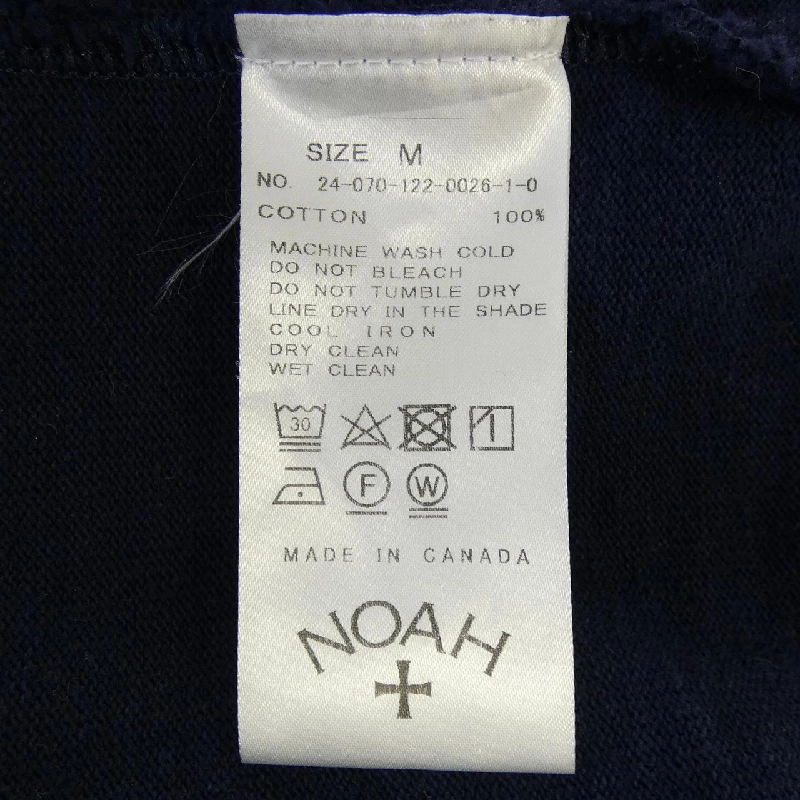 SIZE M
NO. 24-070-122-0026-1-0
COTTON 100%
MACHINE WASH COLD
DO NOT BLEACH
DO NOT TUMBLE DRY
LINE DRY IN THE SHADE
COOL IRON
DRY CLEAN
WET CLEAN
30
F W
MADE IN CANADA
NOAH